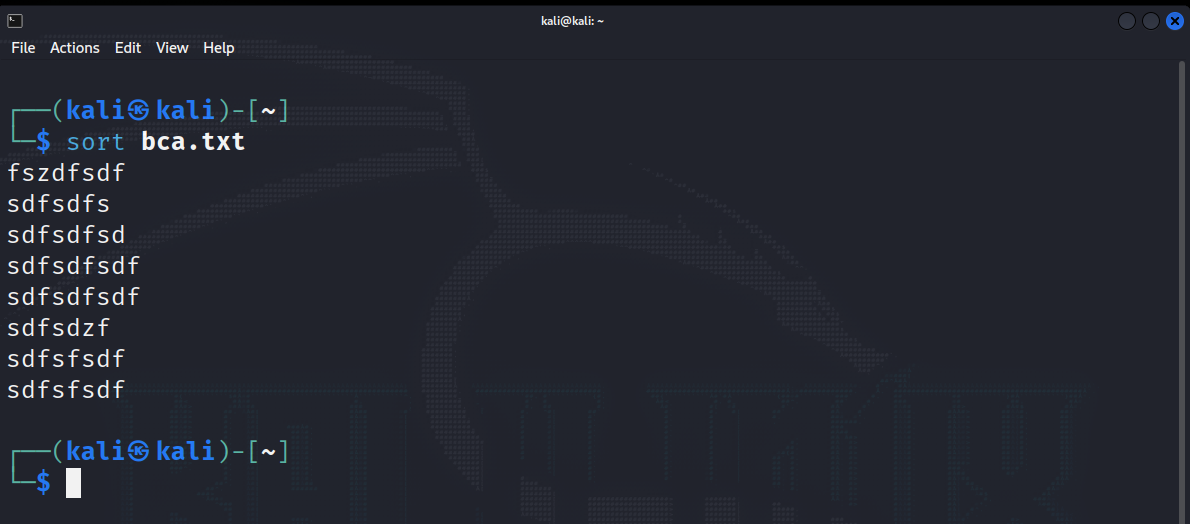 kali@kali: ~
File Actions Edit View Help
┌──(kali㉿kali)-[~]
└─$ sort bca.txt
fszdfsdf
sdfsdfs
sdfsdfsd
sdfsdfsdf
sdfsdfsdf
sdfsdzf
sdfsfsdf
sdfsfsdf
┌──(kali㉿kali)-[~]
└─$